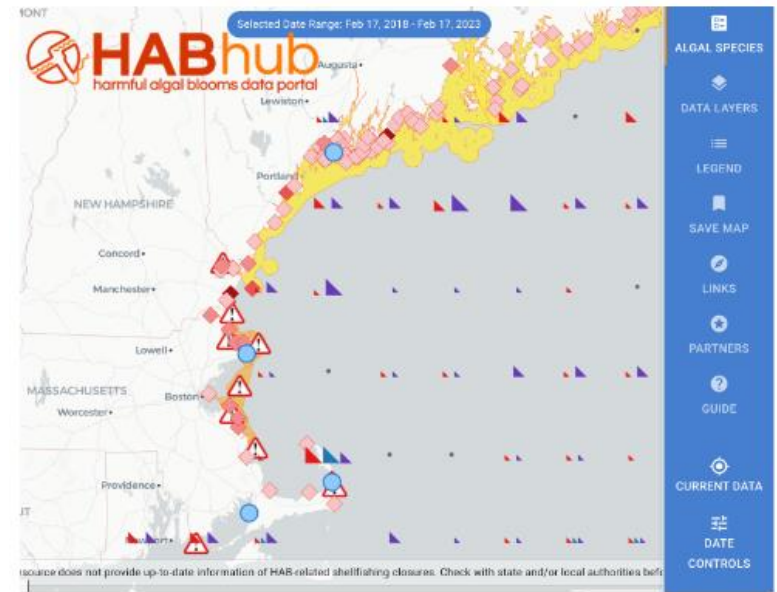 MONT
Selected Date Range: Feb 17, 2018 - Feb 17, 2023
HABhub
harmful algal blooms data portal
Augusta
Lewiston
Portland
NEW HAMPSHIRE
Concord
Manchester
Lowell
MASSACHUSETTS
Boston
Worcester
Providence
UT
source does not provide up-to-date information of HAB-related shellfishing closures. Check with state and/or local authorities befo
ALGAL SPECIES
DATA LAYERS
LEGEND
SAVE MAP
LINKS
PARTNERS
GUIDE
CURRENT DATA
DATE
CONTROLS